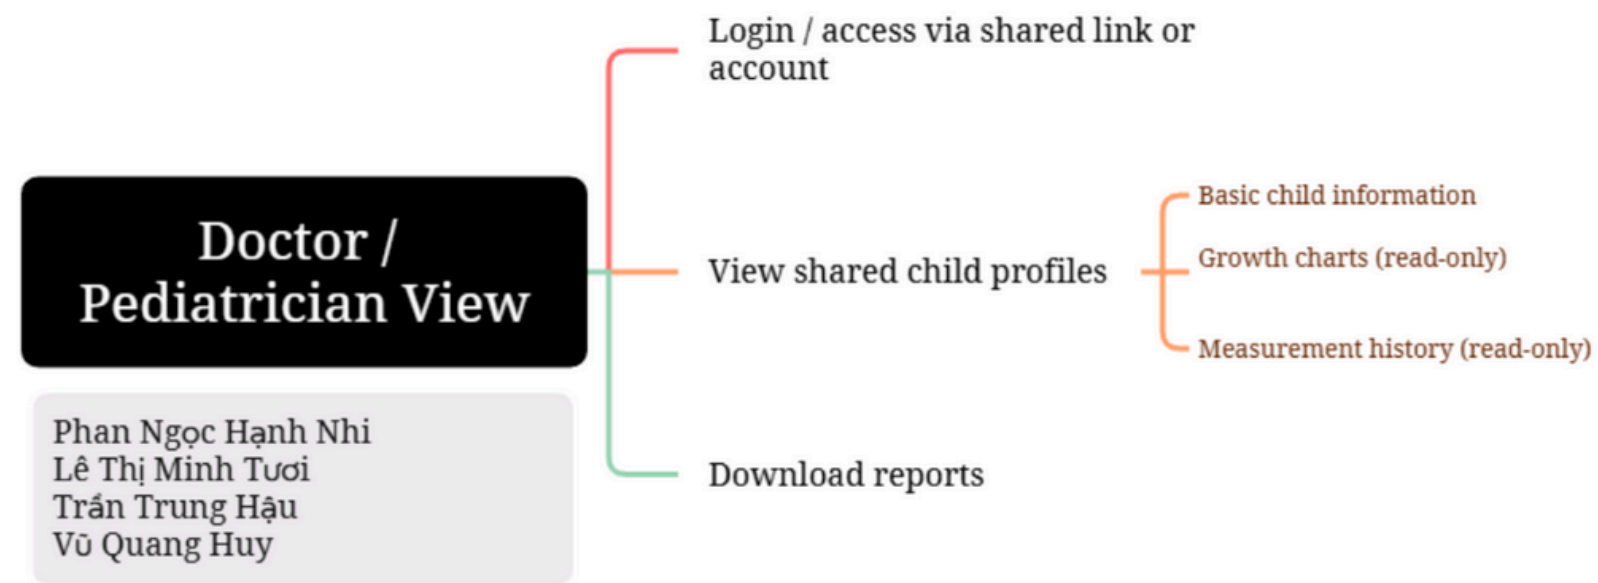 Doctor /
Pediatrician View
Phan Ngọc Hạnh Nhi
Lê Thị Minh Tươi
Trần Trung Hậu
Vũ Quang Huy
Login / access via shared link or
account
View shared child profiles
Basic child information
Growth charts (read-only)
Measurement history (read-only)
Download reports